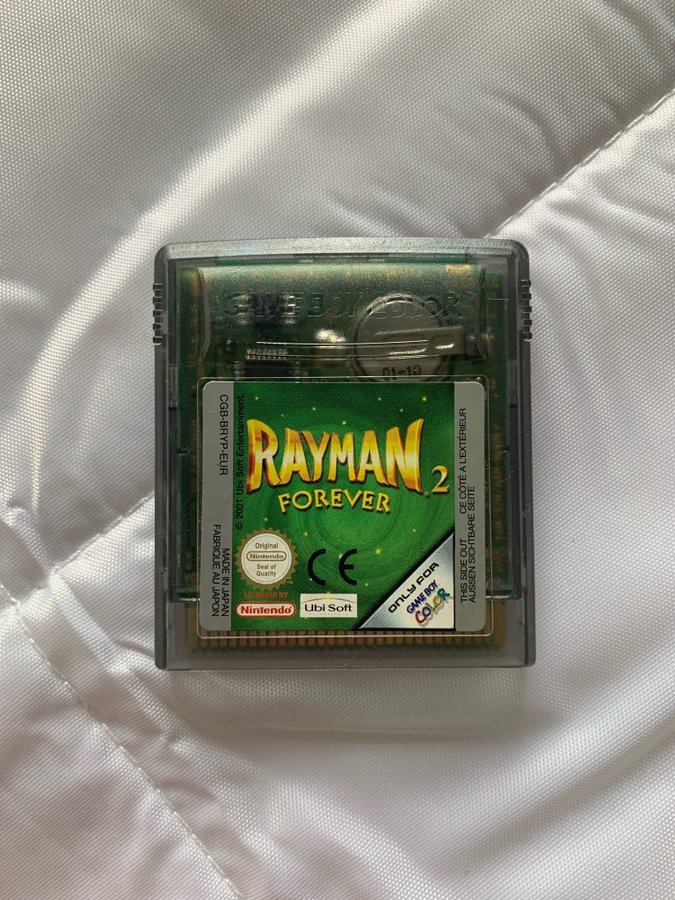 GAME BOY COLOR
01-10
CGB-BRYP-EUR
© 2001 Ubi Soft Entertainment.
RAYMAN
FOREVER 2
Original
Nintendo
Seal of
Quality
CE
LICENSED BY
Nintendo
Ubi Soft
ONLY FOR
GAME BOY
COLOR
MADE IN JAPAN
FABRIQUÉ AU JAPON
THIS SIDE OUT CE CÔTÉ A L'EXTÉRIEUR
AUSSEN SICHTBARE SEITE